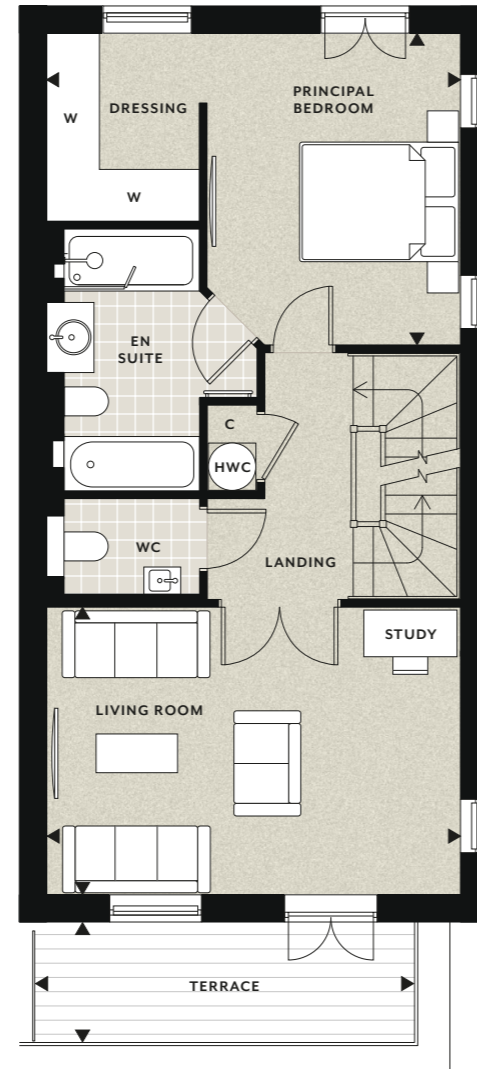 PRINCIPAL
BEDROOM
DRESSING
W
W
EN
SUITE
C
HWC
WC
LANDING
STUDY
LIVING ROOM
TERRACE